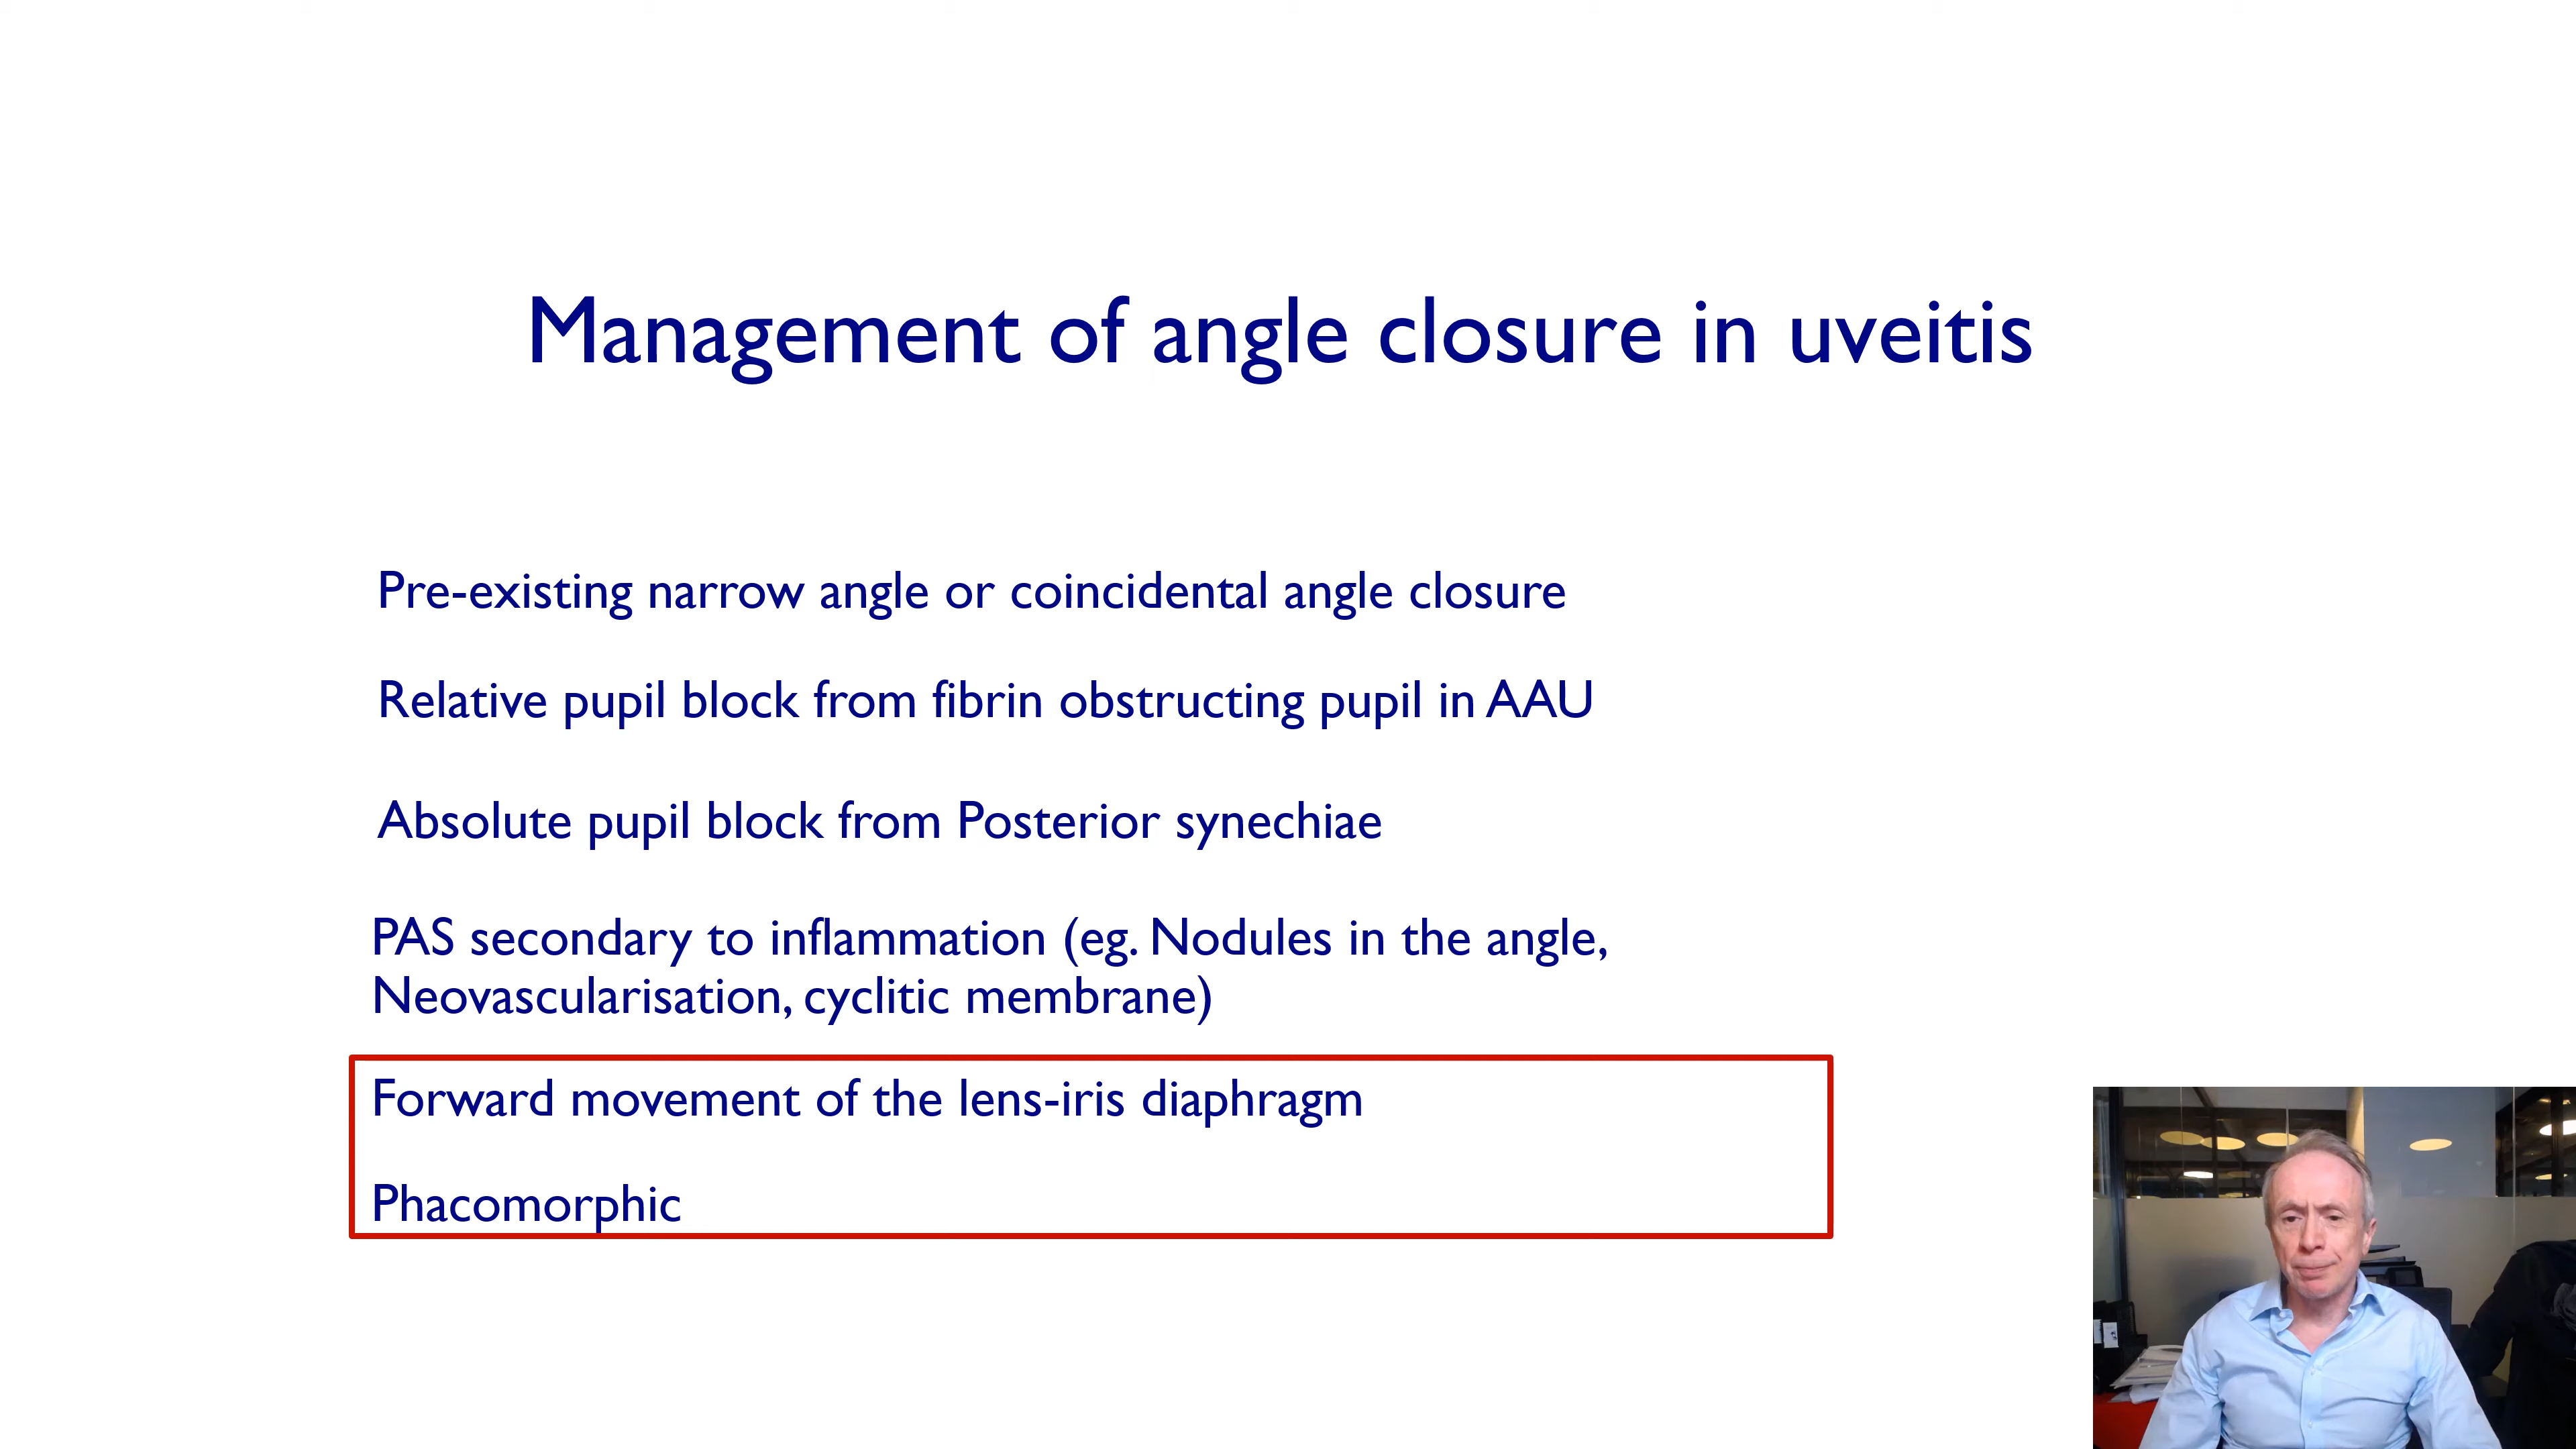 Management of angle closure in uveitis
Pre-existing narrow angle or coincidental angle closure
Relative pupil block from fibrin obstructing pupil in AAU
Absolute pupil block from Posterior synechiae
PAS secondary to inflammation (eg. Nodules in the angle,
Neovascularisation, cyclitic membrane)
Forward movement of the lens-iris diaphragm
Phacomorphic